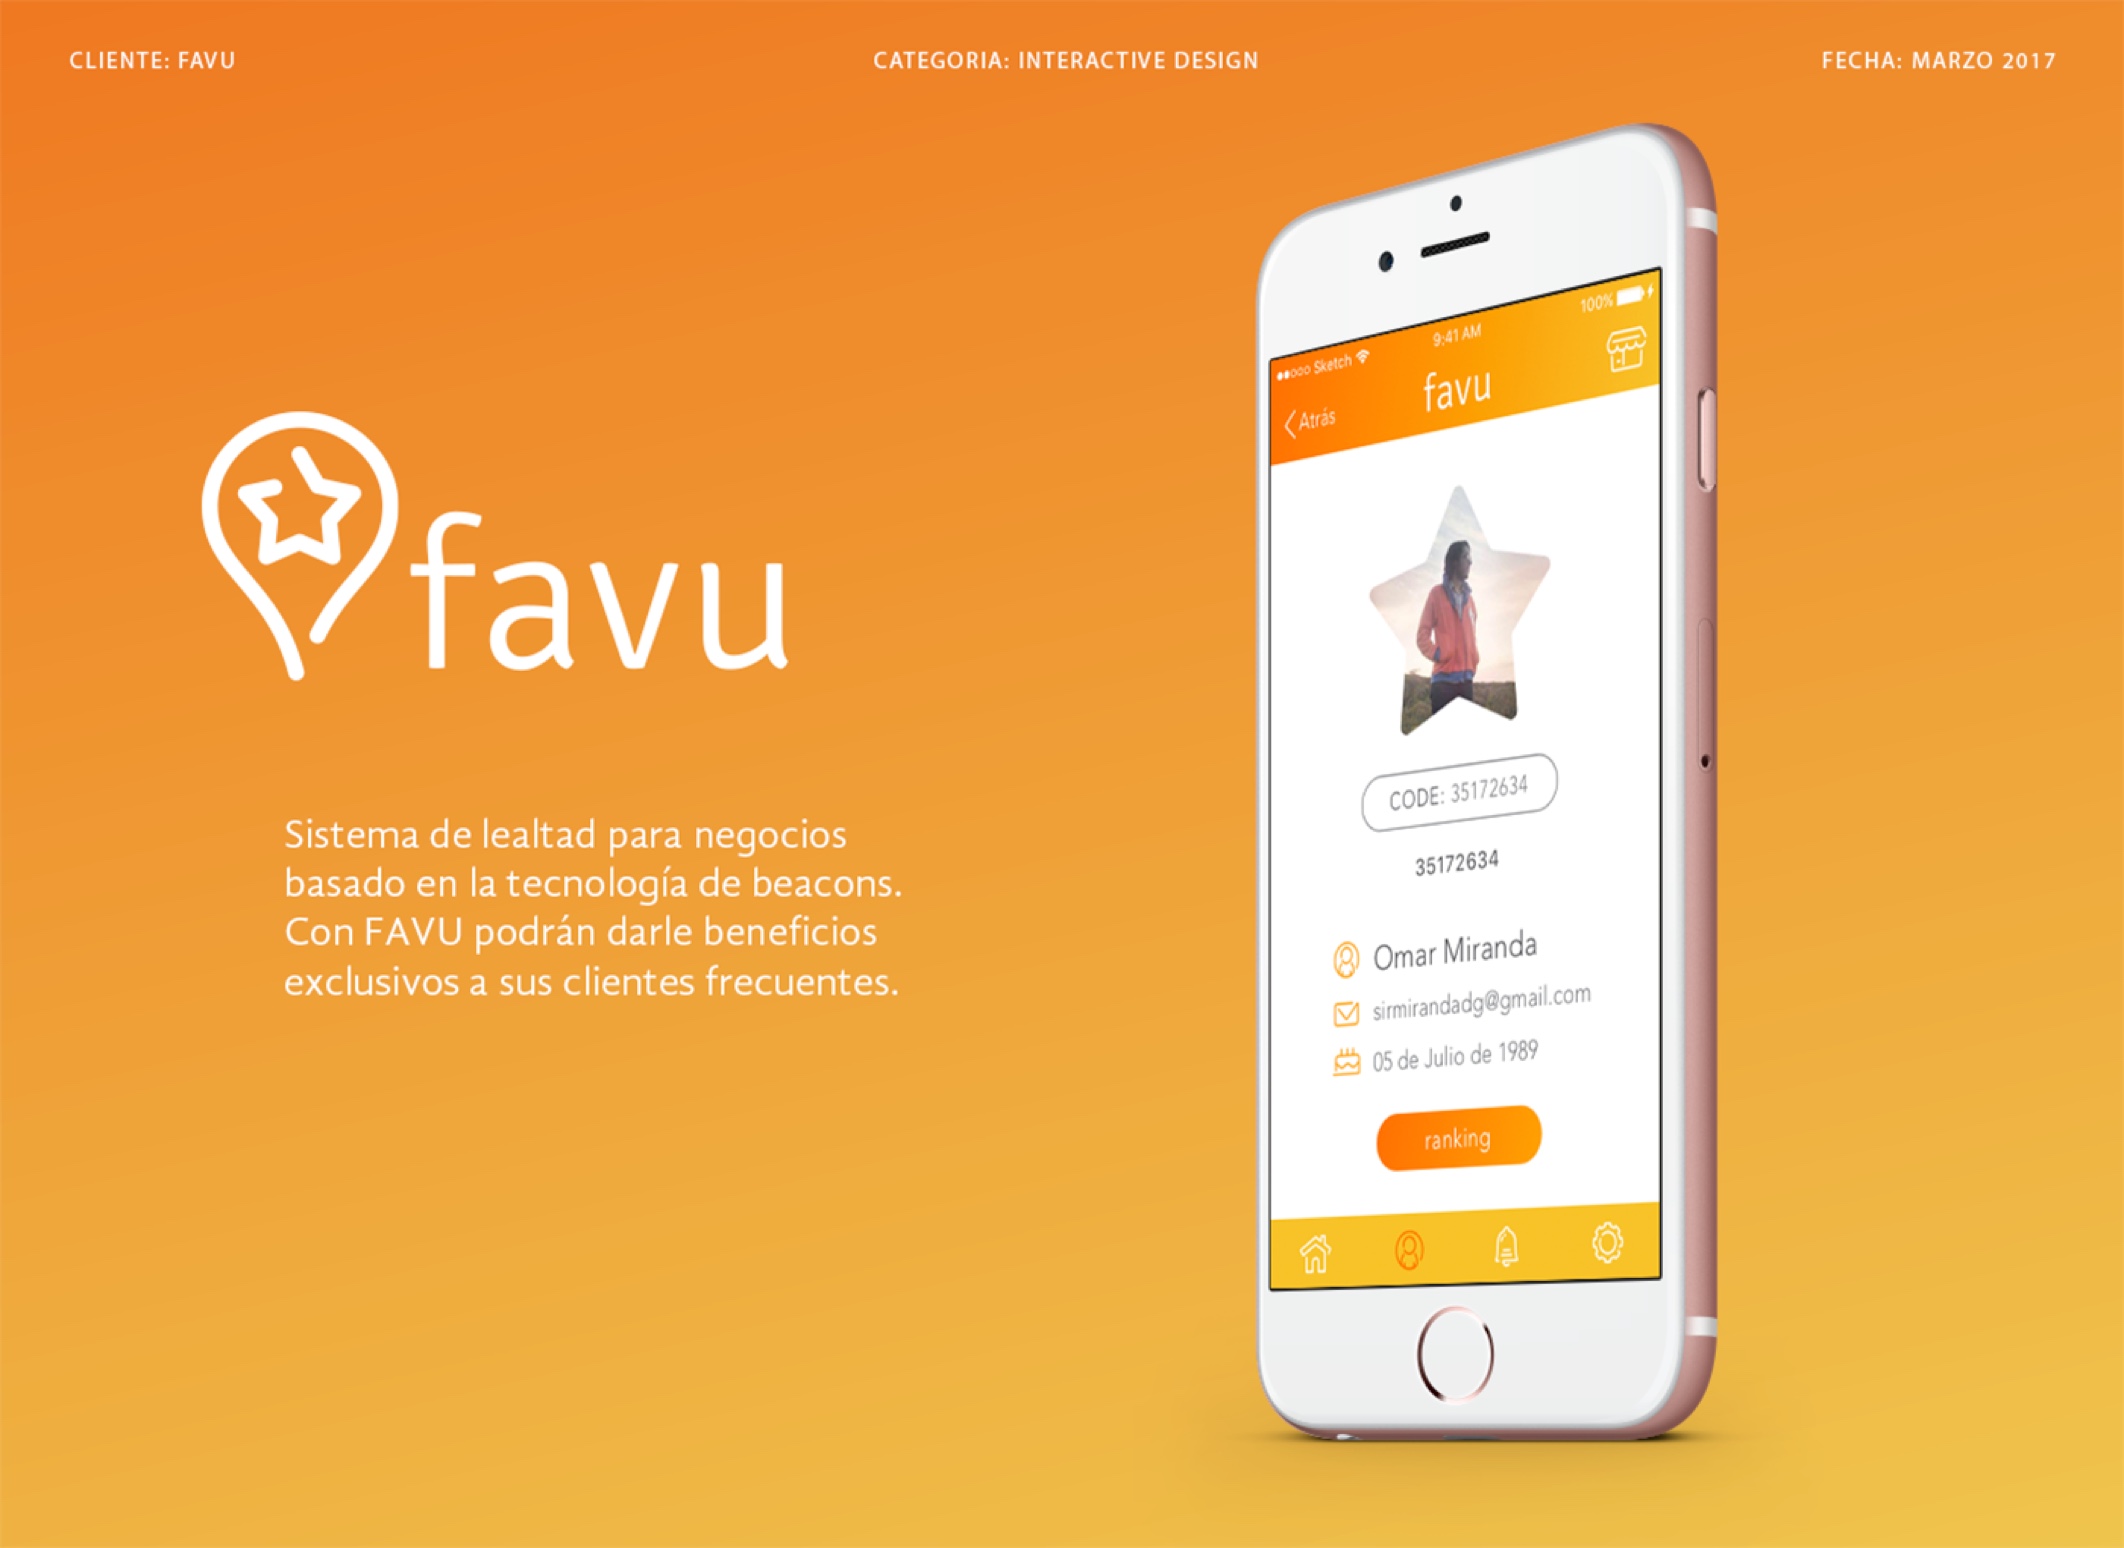 CLIENTE: FAVU
CATEGORIA: INTERACTIVE DESIGN
FECHA: MARZO 2017
favu
Sistema de lealtad para negocios
basado en la tecnología de beacons.
Con FAVU podrán darle beneficios
exclusivos a sus clientes frecuentes.
Sketch
9:41 AM
100%
Atrás
favu
CODE: 35172634
35172634
Omar Miranda
sirmirandadg@gmail.com
05 de Julio de 1989
ranking